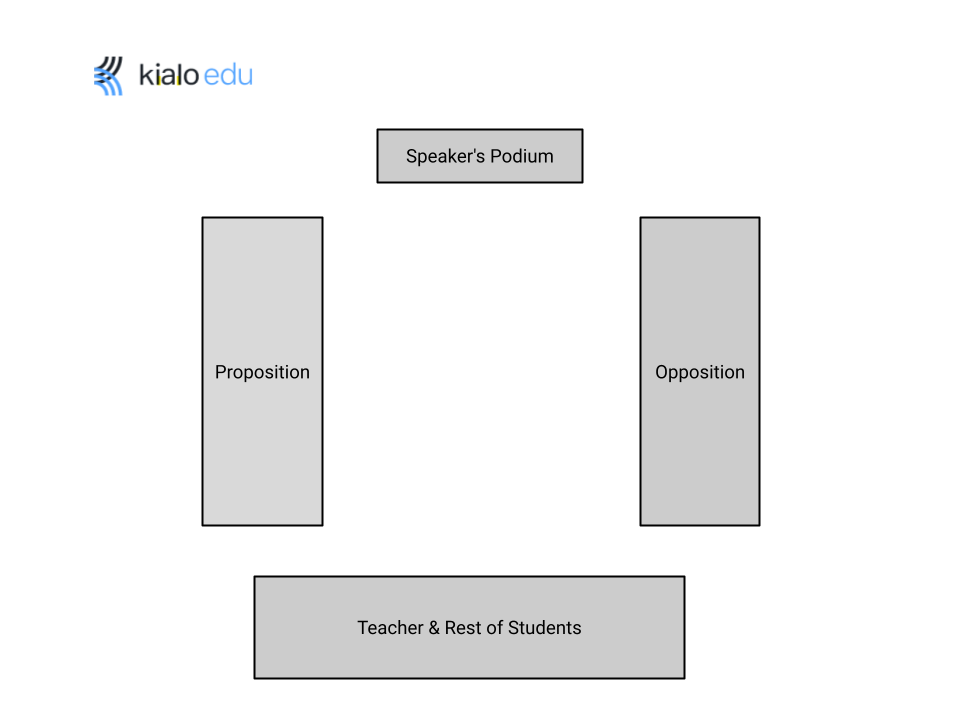 kialo edu
Speaker's Podium
Proposition
Opposition
Teacher & Rest of Students